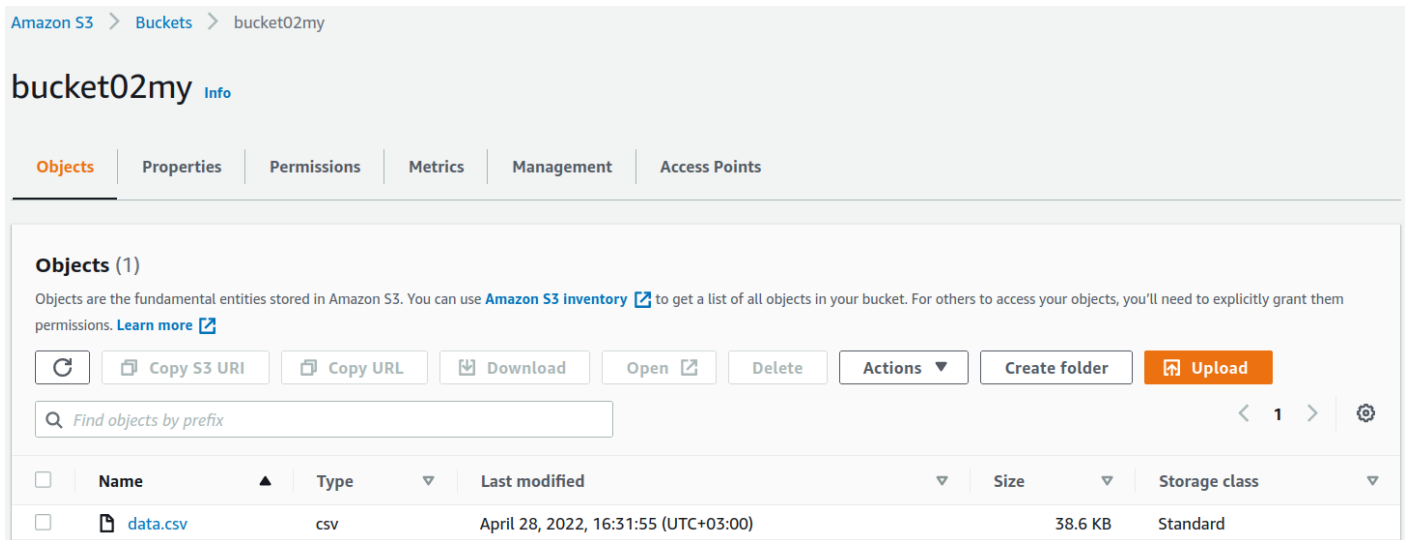 Amazon S3 > Buckets > bucket02my
bucket02my Info
Objects Properties Permissions Metrics Management Access Points
Objects (1)
Objects are the fundamental entities stored in Amazon S3. You can use Amazon S3 inventory to get a list of all objects in your bucket. For others to access your objects, you'll need to explicitly grant them
permissions. Learn more
Copy S3 URI Copy URL Download Open Delete Actions Create folder Upload
Find objects by prefix
1
Name Type Last modified Size Storage class
data.csv csv April 28, 2022, 16:31:55 (UTC+03:00) 38.6 KB Standard